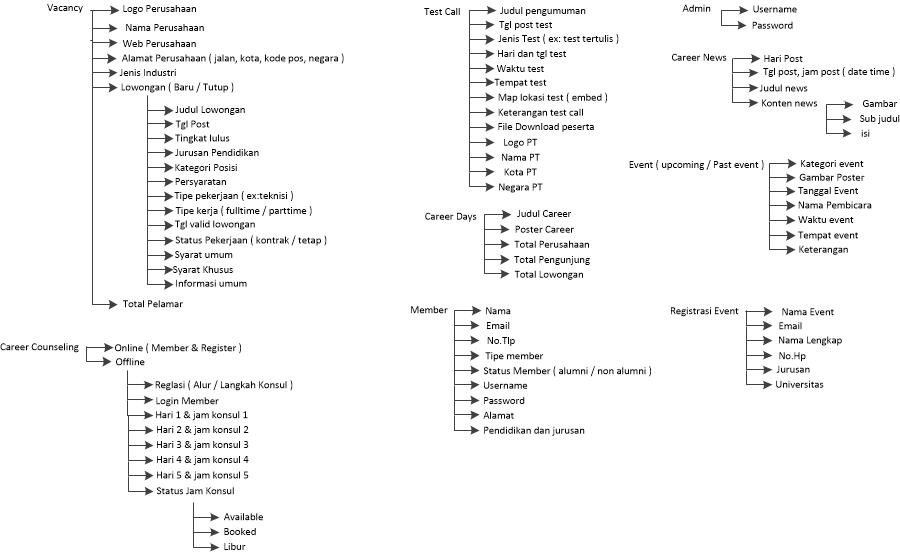 Vacancy
Logo Perusahaan
Nama Perusahaan
Web Perusahaan
Alamat Perusahaan ( jalan, kota, kode pos, negara )
Jenis Industri
Lowongan ( Baru / Tutup )
Judul Lowongan
Tgl Post
Tingkat lulus
Jurusan Pendidikan
Kategori Posisi
Persyaratan
Tipe pekerjaan ( ex:teknisi )
Tipe kerja ( fulltime / parttime )
Tgl valid lowongan
Status Pekerjaan ( kontrak / tetap )
Syarat umum
Syarat Khusus
Informasi umum
Total Pelamar
Career Counseling
Online ( Member & Register )
Offline
Reglasi ( Alur / Langkah Konsul )
Login Member
Hari 1 & jam konsul 1
Hari 2 & jam konsul 2
Hari 3 & jam konsul 3
Hari 4 & jam konsul 4
Hari 5 & jam konsul 5
Status Jam Konsul
Available
Booked
Libur
Test Call
Judul pengumuman
Tgl post test
Jenis Test ( ex: test tertulis )
Hari dan tgl test
Waktu test
Tempat test
Map lokasi test ( embed )
Keterangan test call
File Download peserta
Logo PT
Nama PT
Kota PT
Negara PT
Career Days
Judul Career
Poster Career
Total Perusahaan
Total Pengunjung
Total Lowongan
Member
Nama
Email
No.Tlp
Tipe member
Status Member ( alumni / non alumni )
Username
Password
Alamat
Pendidikan dan jurusan
Admin
Username
Password
Career News
Hari Post
Tgl post, jam post ( date time )
Judul news
Konten news
Gambar
Sub judul
isi
Event ( upcoming / Past event )
Kategori event
Gambar Poster
Tanggal Event
Nama Pembicara
Waktu event
Tempat event
Keterangan
Registrasi Event
Nama Event
Email
Nama Lengkap
No.Hp
Jurusan
Universitas